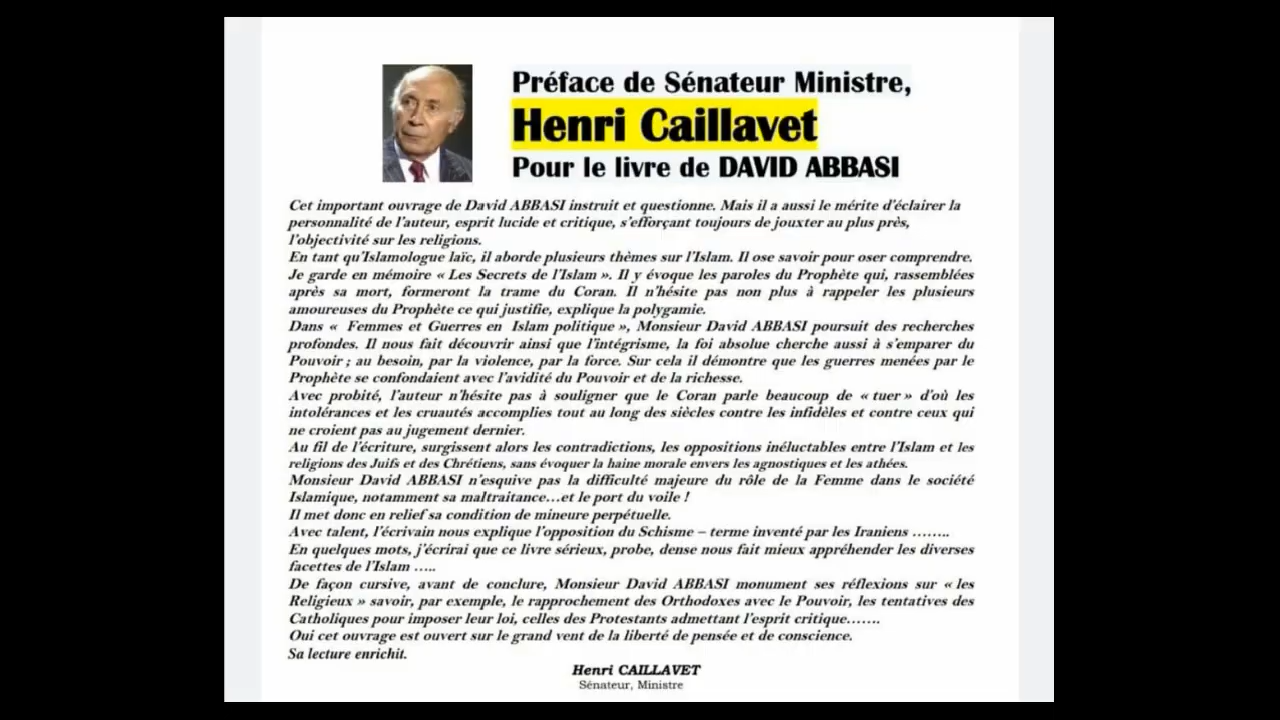 Préface de Sénateur Ministre,
Henri Caillavet
Pour le livre de DAVID ABBASI
Cet important ouvrage de David ABBASI instruit et questionne. Mais il a aussi le mérite d'éclairer la
personnalité de l'auteur, esprit lucide et critique, s'efforçant toujours de jouxter au plus près,
l'objectivité sur les religions.
En tant qu'Islamologue laïc, il aborde plusieurs thèmes sur l'Islam. Il ose savoir pour oser comprendre.
Je garde en mémoire « Les Secrets de l'Islam ». Il y évoque les paroles du Prophète qui, rassemblées
après sa mort, formeront la trame du Coran. Il n'hésite pas non plus à rappeler les plusieurs
amoureuses du Prophète ce qui justifie, explique la polygamie.
Dans « Femmes et Guerres en Islam politique », Monsieur David ABBASI poursuit des recherches
profondes. Il nous fait découvrir ainsi que l'intégrisme, la foi absolue cherche aussi à s'emparer du
Pouvoir ; au besoin, par la violence, par la force. Sur cela il démontre que les guerres menées par le
Prophète se confondaient avec l'avidité du Pouvoir et de la richesse.
Avec probité, l'auteur n'hésite pas à souligner que le Coran parle beaucoup de « tuer » d'où les
intolérances et les cruautés accomplies tout au long des siècles contre les infidèles et contre ceux qui
ne croient pas au jugement dernier.
Au fil de l'écriture, surgissent alors les contradictions, les oppositions inéluctables entre l'Islam et les
religions des Juifs et des Chrétiens, sans évoquer la haine morale envers les agnostiques et les athées.
Monsieur David ABBASI n'esquive pas la difficulté majeure du rôle de la Femme dans le société
Islamique, notamment sa maltraitance...et le port du voile !
Il met donc en relief sa condition de mineure perpétuelle.
Avec talent, l'écrivain nous explique l'opposition du Schisme – terme inventé par les Iraniens ........
En quelques mots, j'écrirai que ce livre sérieux, probe, dense nous fait mieux appréhender les diverses
facettes de l'Islam .....
De façon cursive, avant de conclure, Monsieur David ABBASI monument ses réflexions sur « les
Religieux » savoir, par exemple, le rapprochement des Orthodoxes avec le Pouvoir, les tentatives des
Catholiques pour imposer leur loi, celles des Protestants admettant l'esprit critique.......
Oui cet ouvrage est ouvert sur le grand vent de la liberté de pensée et de conscience.
Sa lecture enrichit.
Henri CAILLAVET
Sénateur, Ministre